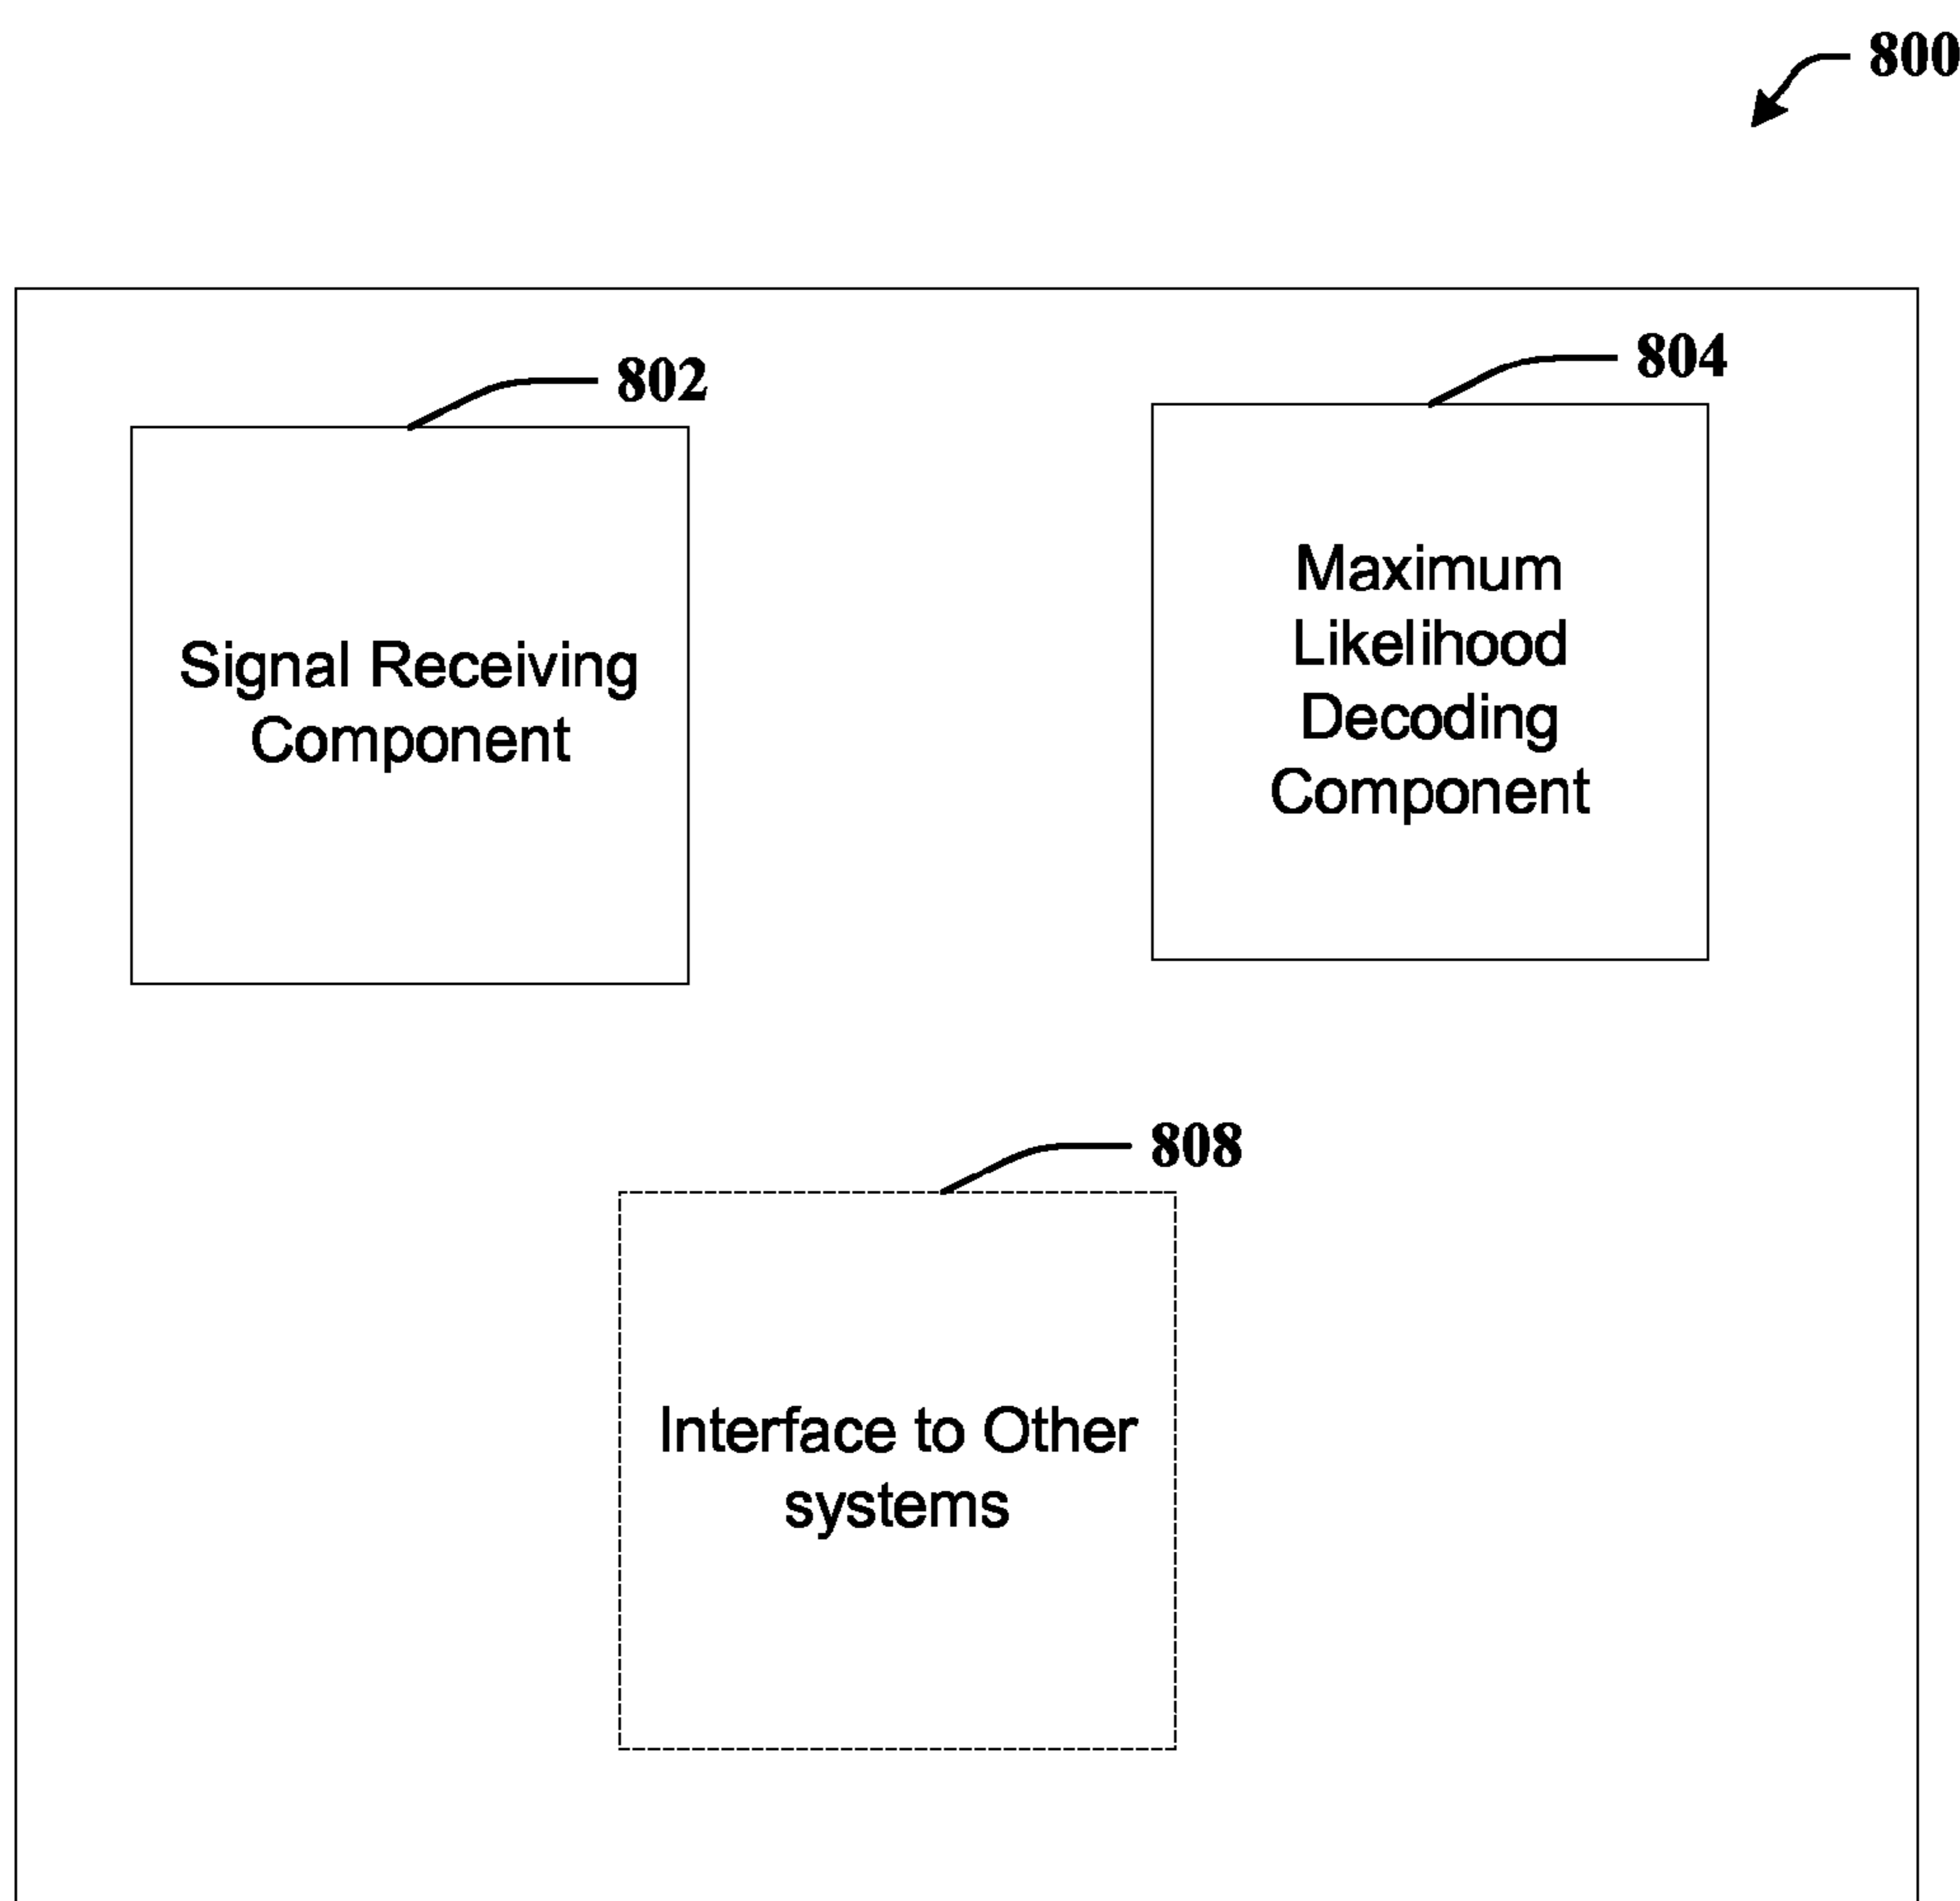 800
802
804
Signal Receiving
Component
Maximum
Likelihood
Decoding
Component
808
Interface to Other
systems